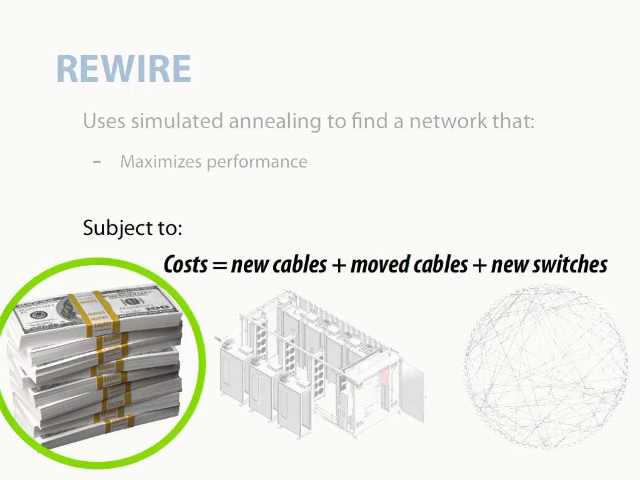 REWIRE
Uses simulated annealing to find a network that:
– Maximizes performance
Subject to:
Costs = new cables + moved cables + new switches